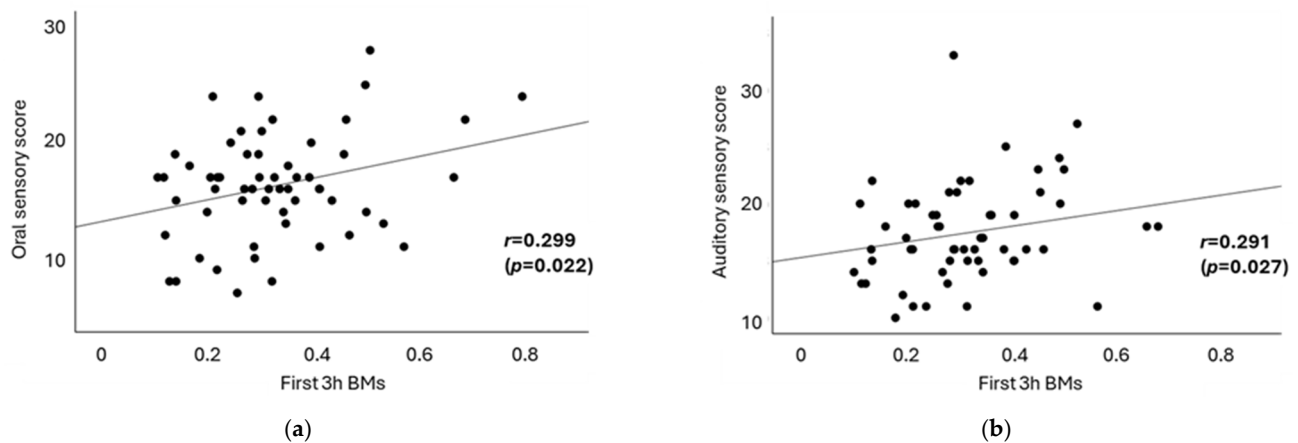 30
20
10
Oral sensory score
r=0.299
(p=0.022)
0 0.2 0.4 0.6 0.8
First 3h BMs
(a)
30
20
10
Auditory sensory score
r=0.291
(p=0.027)
0 0.2 0.4 0.6 0.8
First 3h BMs
(b)